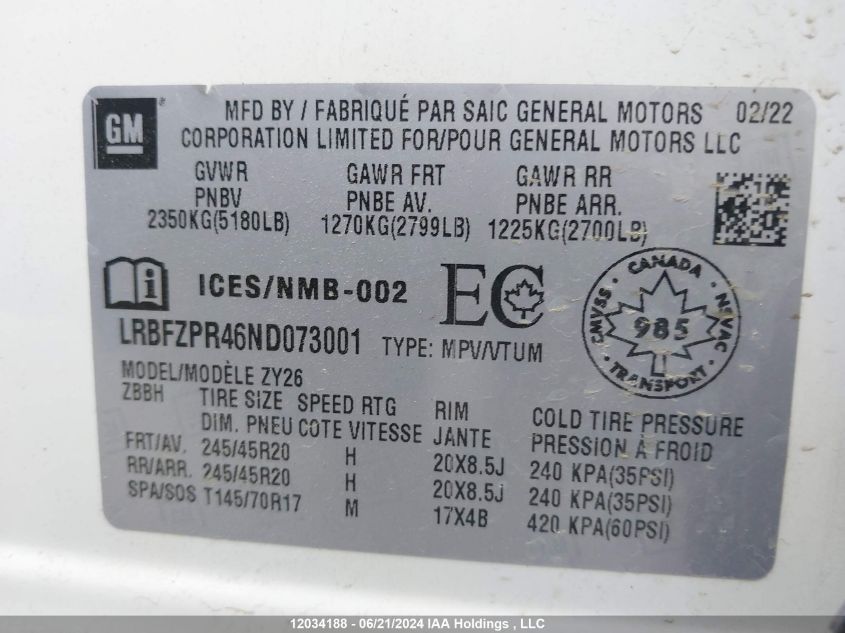 GM
MFD BY / FABRIQUÉ PAR SAIC GENERAL MOTORS 02/22
CORPORATION LIMITED FOR/POUR GENERAL MOTORS LLC
GVWR GAWR FRT GAWR RR
PNBV PNBE AV. PNBE ARR.
2350KG(5180LB) 1270KG(2799LB) 1225KG(2700LB)
i ICES/NMB-002 EC
CANADA
CMVSS 985 NSVAC
TRANSPORT
LRBFZPR46ND073001 TYPE: MPV/VTUM
MODEL/MODÈLE ZY26
ZBBH TIRE SIZE SPEED RTG RIM COLD TIRE PRESSURE
DIM. PNEU COTE VITESSE JANTE PRESSION À FROID
FRT/AV. 245/45R20 H 20X8.5J 240 KPA(35PSI)
RR/ARR. 245/45R20 H 20X8.5J 240 KPA(35PSI)
SPA/SOS T145/70R17 M 17X4B 420 KPA(60PSI)
12034188 - 06/21/2024 IAA Holdings , LLC